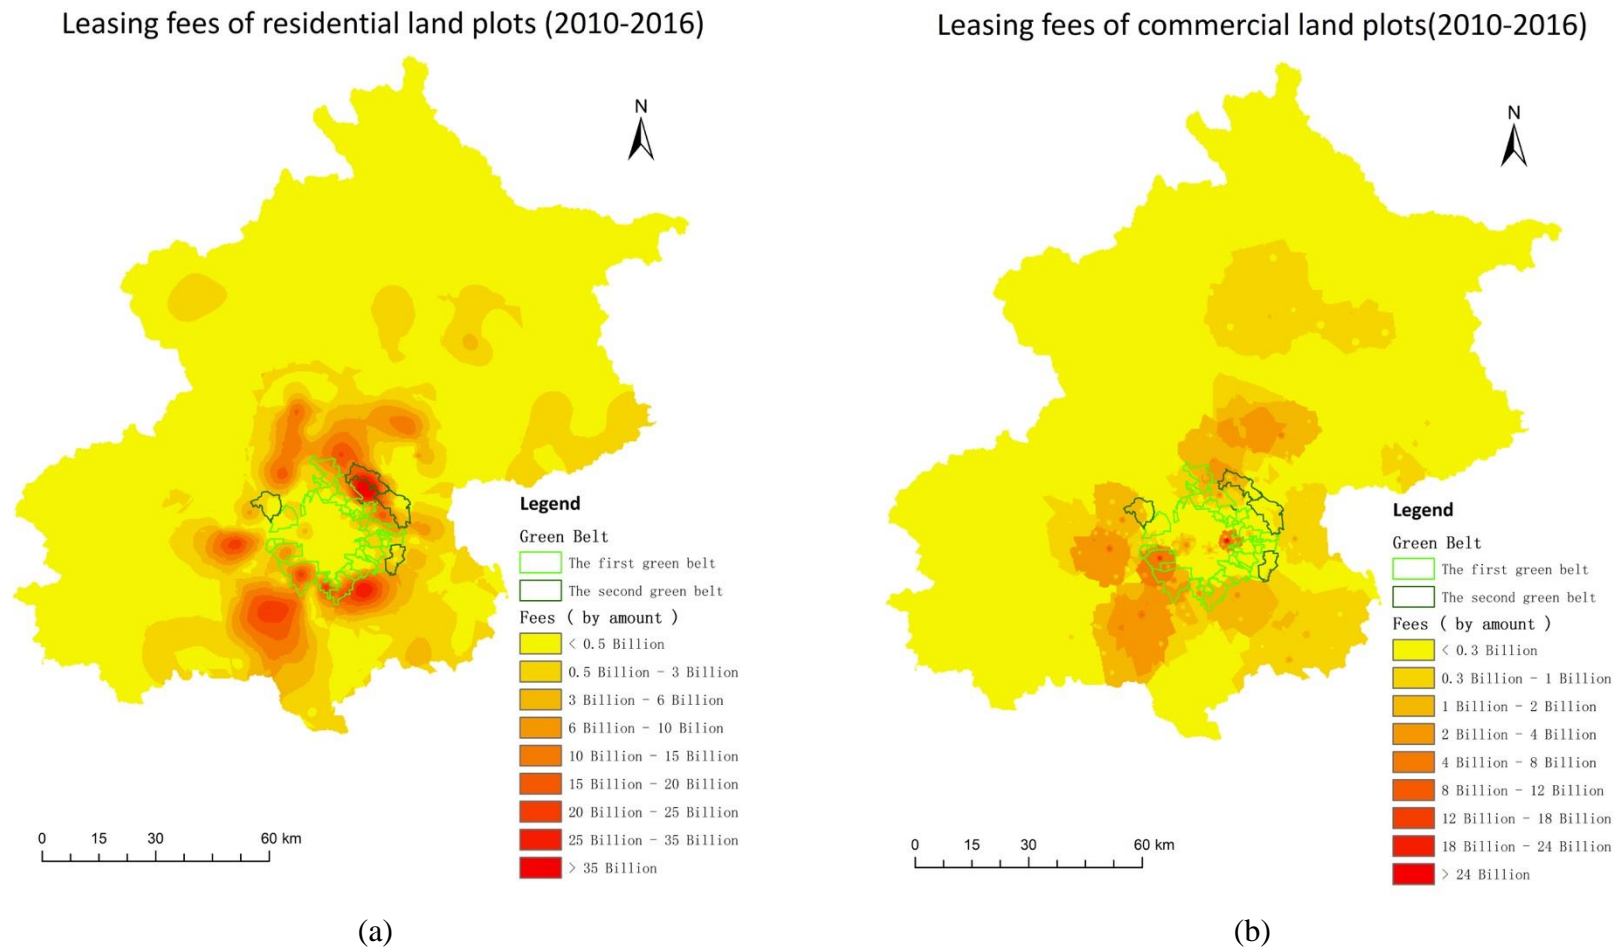 Leasing fees of residential land plots (2010-2016)
N
Legend
Green Belt
The first green belt
The second green belt
Fees ( by amount )
< 0.5 Billion
0.5 Billion - 3 Billion
3 Billion - 6 Billion
6 Billion - 10 Bilion
10 Billion - 15 Billion
15 Billion - 20 Billion
20 Billion - 25 Billion
25 Billion - 35 Billion
> 35 Billion
0 15 30 60 km
(a)
Leasing fees of commercial land plots(2010-2016)
N
Legend
Green Belt
The first green belt
The second green belt
Fees ( by amount )
< 0.3 Billion
0.3 Billion - 1 Billion
1 Billion - 2 Billion
2 Billion - 4 Billion
4 Billion - 8 Billion
8 Billion - 12 Billion
12 Billion - 18 Billion
18 Billion - 24 Billion
> 24 Billion
0 15 30 60 km
(b)